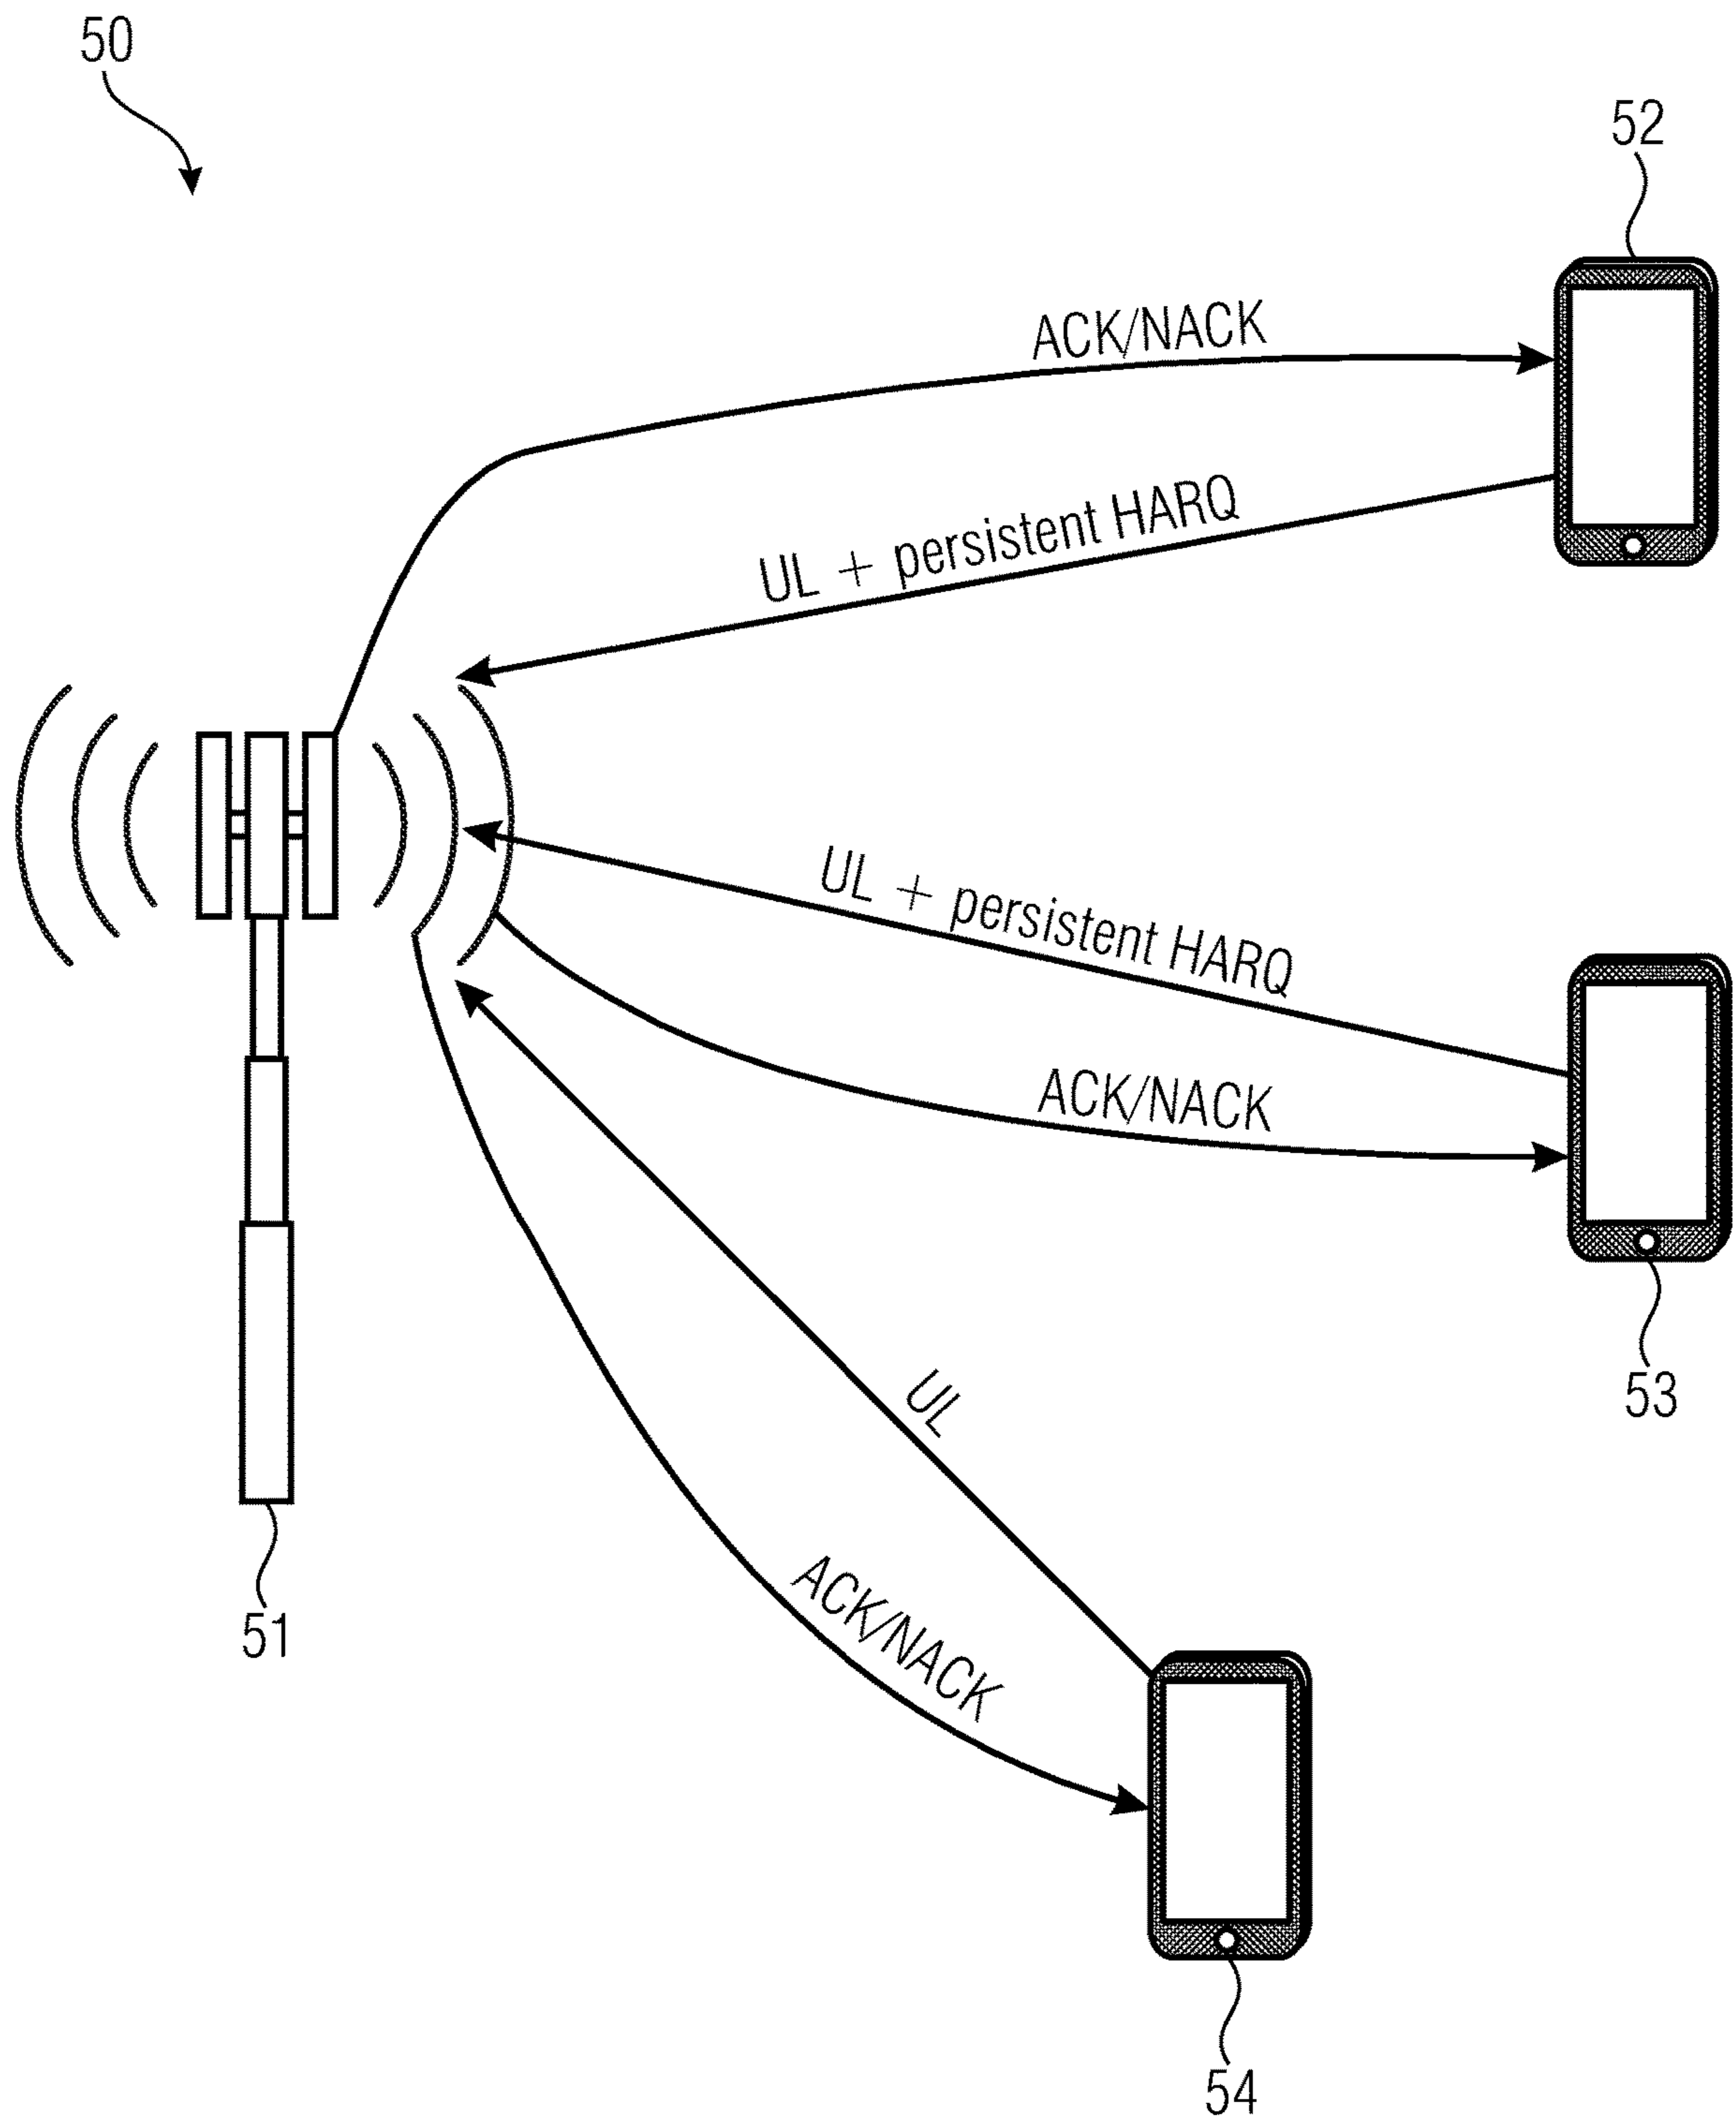 50
52
ACK/NACK
UL + persistent HARQ
UL + persistent HARQ
ACK/NACK
53
UL
ACK/NACK
51
54